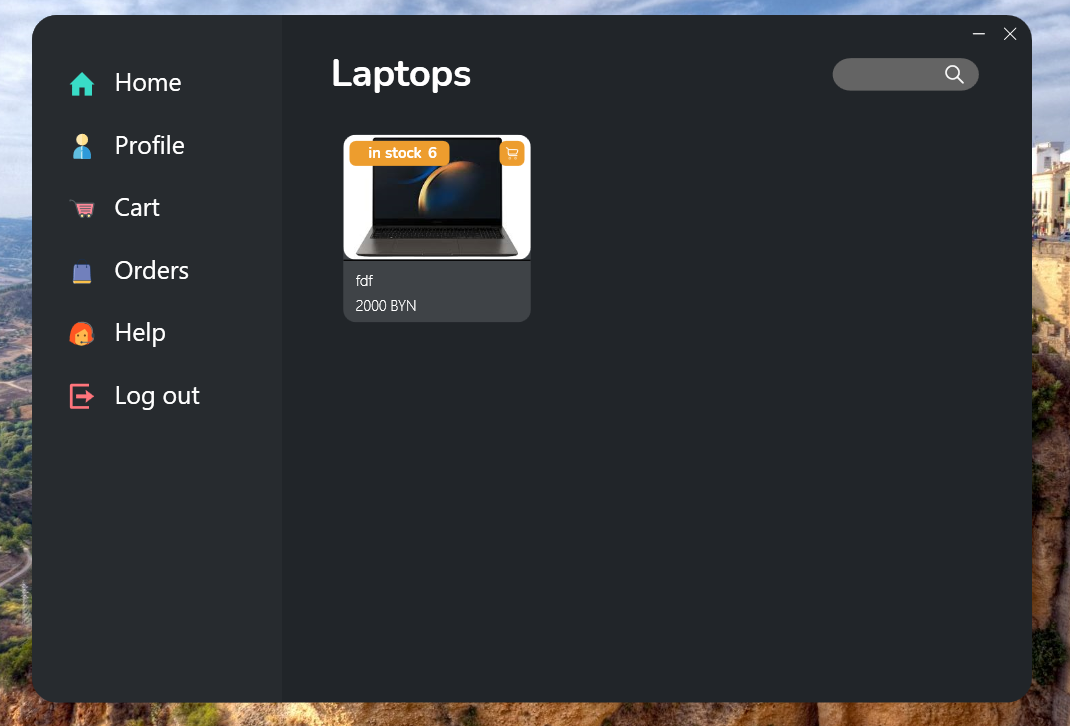 Home
Profile
Cart
Orders
Help
Log out
Laptops
in stock 6
fdf
2000 BYN